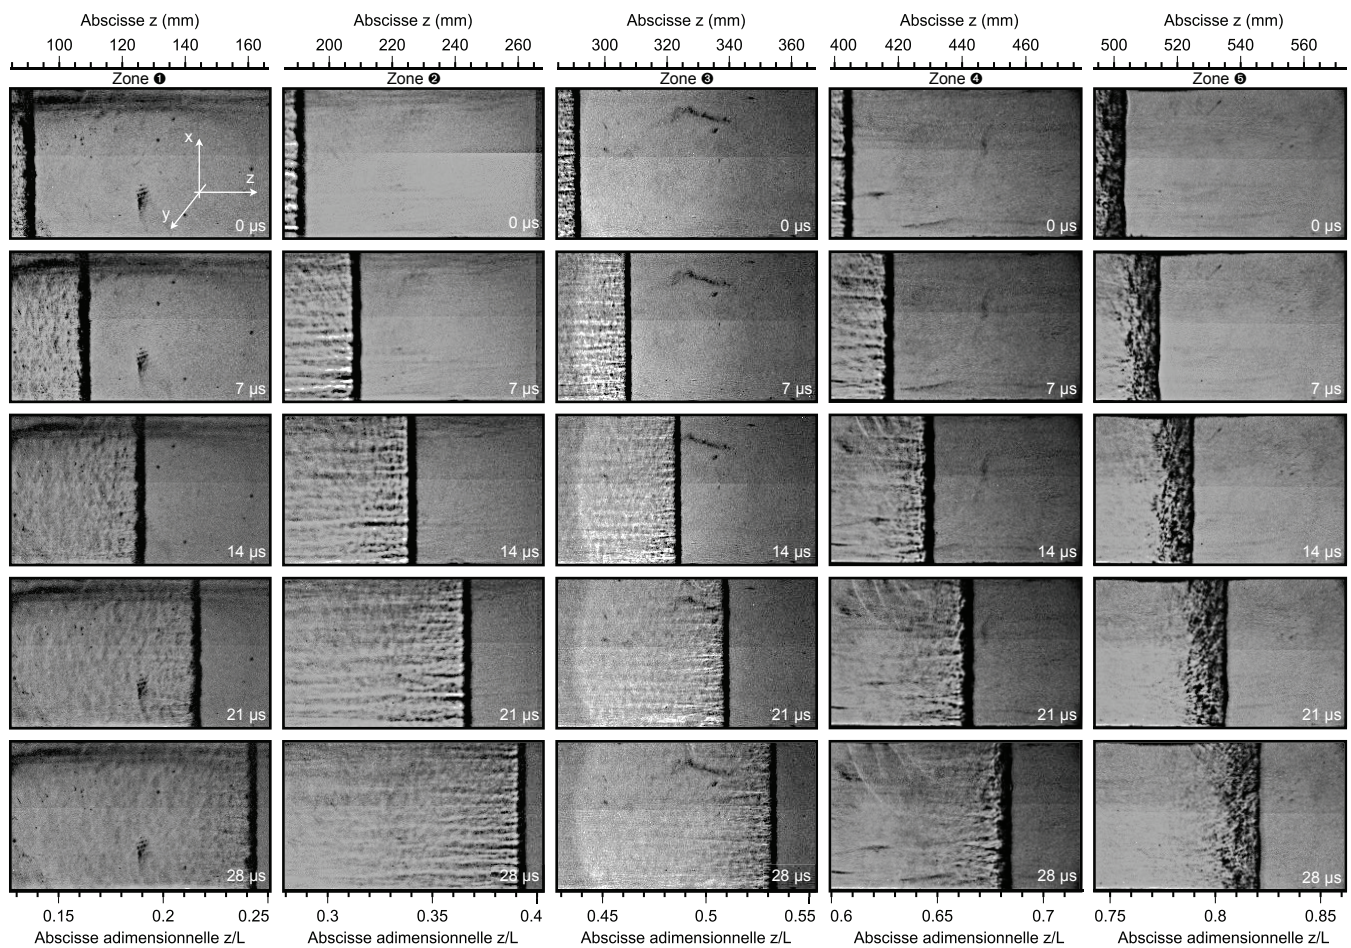 Abscisse z (mm) Abscisse z (mm) Abscisse z (mm) Abscisse z (mm) Abscisse z (mm)
100 120 140 160 200 220 240 260 300 320 340 360 400 420 440 460 500 520 540 560
Zone ❶ Zone ❷ Zone ❸ Zone ❹ Zone ❺
x
z
y
0 µs 0 µs 0 µs 0 µs 0 µs
7 µs 7 µs 7 µs 7 µs 7 µs
14 µs 14 µs 14 µs 14 µs 14 µs
21 µs 21 µs 21 µs 21 µs 21 µs
28 µs 28 µs 28 µs 28 µs 28 µs
0.15 0.2 0.25 0.3 0.35 0.4 0.45 0.5 0.55 0.6 0.65 0.7 0.75 0.8 0.85
Abscisse adimensionnelle z/L Abscisse adimensionnelle z/L Abscisse adimensionnelle z/L Abscisse adimensionnelle z/L Abscisse adimensionnelle z/L